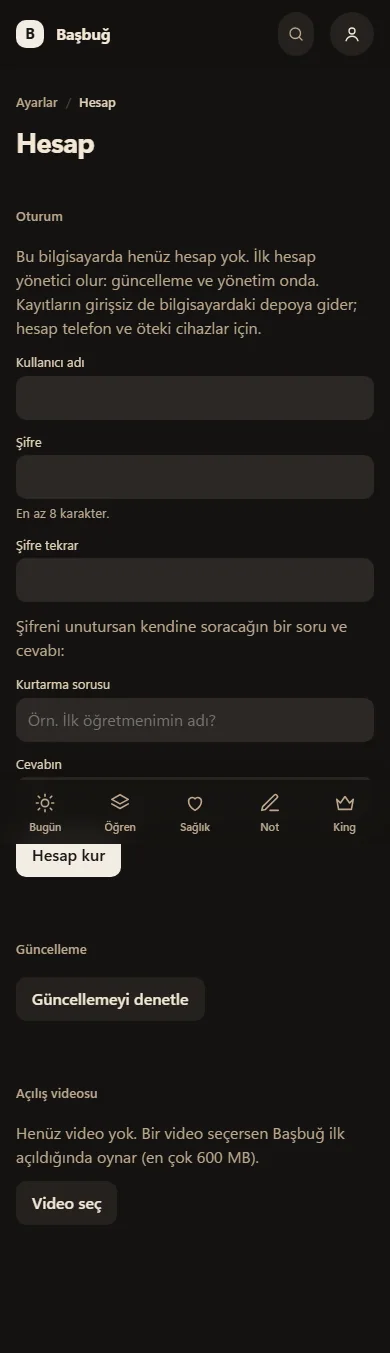 B Başbuğ
Ayarlar / Hesap
Hesap
Oturum
Bu bilgisayarda henüz hesap yok. İlk hesap
yönetici olur: güncelleme ve yönetim onda.
Kayıtların girişsiz de bilgisayardaki depoya gider;
hesap telefon ve öteki cihazlar için.
Kullanıcı adı
Şifre
En az 8 karakter.
Şifre tekrar
Şifreni unutursan kendine soracağın bir soru ve
cevabı:
Kurtarma sorusu
Örn. İlk öğretmenimin adı?
Cevabın
Bugün Öğren Sağlık Not King
Hesap kur
Güncelleme
Güncellemeyi denetle
Açılış videosu
Henüz video yok. Bir video seçersen Başbuğ ilk
açıldığında oynar (en çok 600 MB).
Video seç